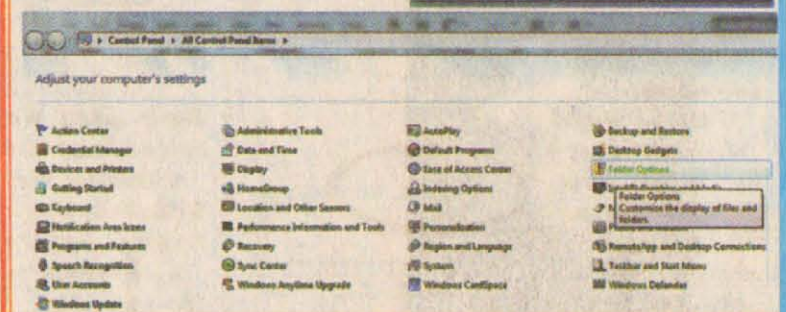 Control Panel All Control Panel Items
Adjust your computer's settings
Action Center Administrative Tools AutoPlay Backup and Restore
Credential Manager Date and Time Default Programs Desktop Gadgets
Devices and Printers Display Ease of Access Center Folder Options
Getting Started HomeGroup Indexing Options
Folder Options
Keyboard Location and Other Sensors Mail
Customize the display of files and
folders.
Notification Area Icons Performance Information and Tools Personalization
Programs and Features Recovery Region and Language RemoteApp and Desktop Connections
Speech Recognition Sync Center System Taskbar and Start Menu
User Accounts Windows Anytime Upgrade Windows CardSpace Windows Defender
Windows Update